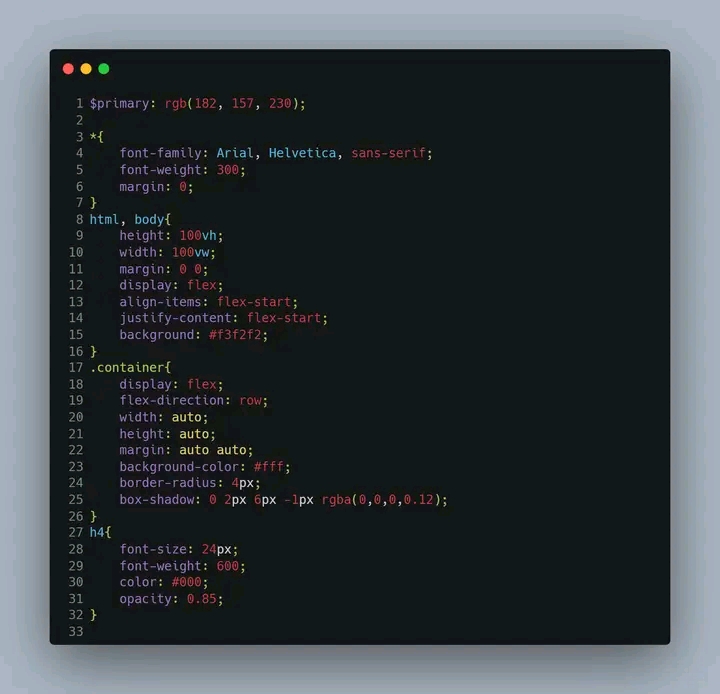 1 $primary: rgb(182, 157, 230);
2
3 *{
4     font-family: Arial, Helvetica, sans-serif;
5     font-weight: 300;
6     margin: 0;
7 }
8 html, body{
9     height: 100vh;
10     width: 100vw;
11     margin: 0 0;
12     display: flex;
13     align-items: flex-start;
14     justify-content: flex-start;
15     background: #f3f2f2;
16 }
17 .container{
18     display: flex;
19     flex-direction: row;
20     width: auto;
21     height: auto;
22     margin: auto auto;
23     background-color: #fff;
24     border-radius: 4px;
25     box-shadow: 0 2px 6px -1px rgba(0,0,0,0.12);
26 }
27 h4{
28     font-size: 24px;
29     font-weight: 600;
30     color: #000;
31     opacity: 0.85;
32 }
33